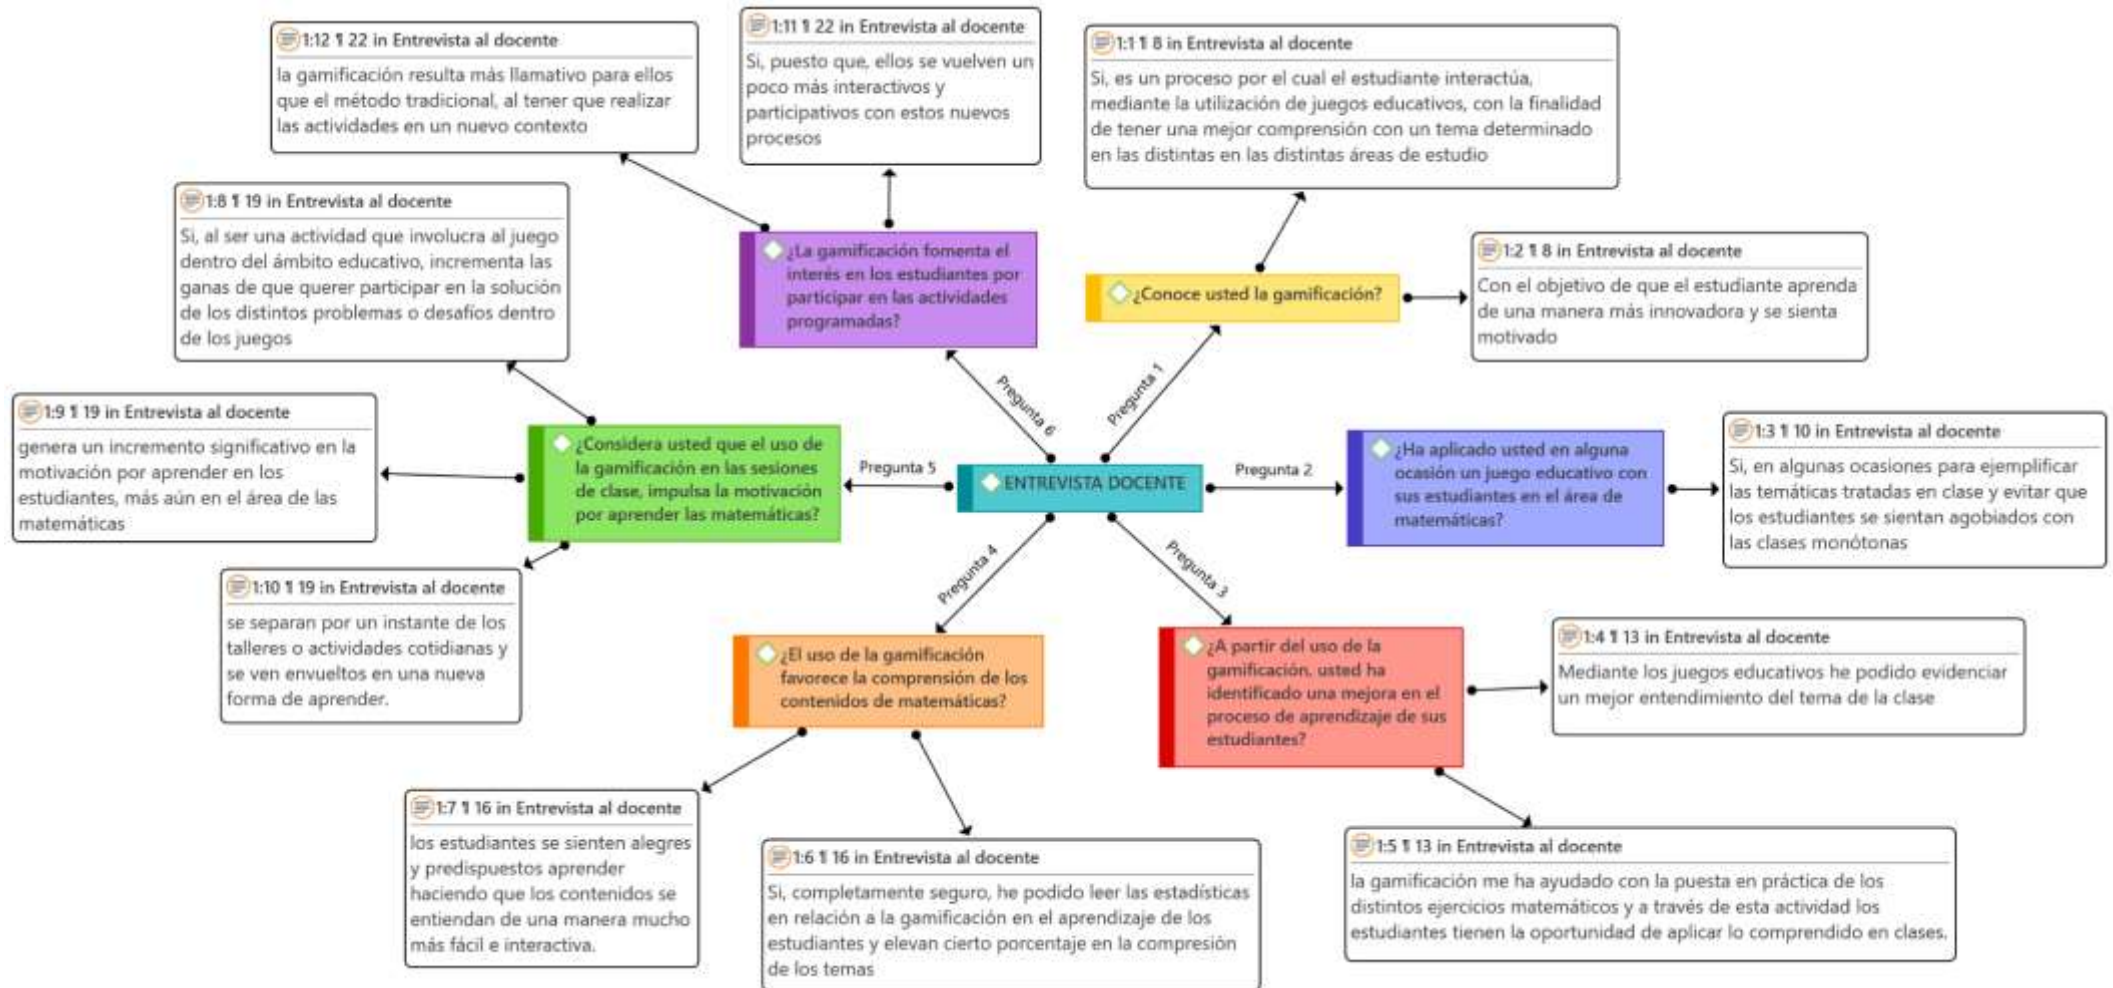 1:12 ¶ 22 in Entrevista al docente
la gamificación resulta más llamativo para ellos
que el método tradicional, al tener que realizar
las actividades en un nuevo contexto
1:11 ¶ 22 in Entrevista al docente
Si, puesto que, ellos se vuelven un
poco más interactivos y
participativos con estos nuevos
procesos
1:1 ¶ 8 in Entrevista al docente
Si, es un proceso por el cual el estudiante interactúa,
mediante la utilización de juegos educativos, con la finalidad
de tener una mejor comprensión con un tema determinado
en las distintas en las distintas áreas de estudio
1:8 ¶ 19 in Entrevista al docente
Si, al ser una actividad que involucra al juego
dentro del ámbito educativo, incrementa las
ganas de que querer participar en la solución
de los distintos problemas o desafíos dentro
de los juegos
¿La gamificación fomenta el
interés en los estudiantes por
participar en las actividades
programadas?
¿Conoce usted la gamificación?
1:2 ¶ 8 in Entrevista al docente
Con el objetivo de que el estudiante aprenda
de una manera más innovadora y se sienta
motivado
Pregunta 6
Pregunta 1
1:9 ¶ 19 in Entrevista al docente
genera un incremento significativo en la
motivación por aprender en los
estudiantes, más aún en el área de las
matemáticas
¿Considera usted que el uso de
la gamificación en las sesiones
de clase, impulsa la motivación
por aprender las matemáticas?
Pregunta 5
ENTREVISTA DOCENTE
Pregunta 2
¿Ha aplicado usted en alguna
ocasión un juego educativo con
sus estudiantes en el área de
matemáticas?
1:3 ¶ 10 in Entrevista al docente
Si, en algunas ocasiones para ejemplificar
las temáticas tratadas en clase y evitar que
los estudiantes se sientan agobiados con
las clases monótonas
1:10 ¶ 19 in Entrevista al docente
se separan por un instante de los
talleres o actividades cotidianas y
se ven envueltos en una nueva
forma de aprender.
Pregunta 4
Pregunta 3
¿El uso de la gamificación
favorece la comprensión de los
contenidos de matemáticas?
¿A partir del uso de la
gamificación, usted ha
identificado una mejora en el
proceso de aprendizaje de sus
estudiantes?
1:4 ¶ 13 in Entrevista al docente
Mediante los juegos educativos he podido evidenciar
un mejor entendimiento del tema de la clase
1:7 ¶ 16 in Entrevista al docente
los estudiantes se sienten alegres
y predispuestos aprender
haciendo que los contenidos se
entiendan de una manera mucho
más fácil e interactiva.
1:6 ¶ 16 in Entrevista al docente
Si, completamente seguro, he podido leer las estadísticas
en relación a la gamificación en el aprendizaje de los
estudiantes y elevan cierto porcentaje en la compresión
de los temas
1:5 ¶ 13 in Entrevista al docente
la gamificación me ha ayudado con la puesta en práctica de los
distintos ejercicios matemáticos y a través de esta actividad los
estudiantes tienen la oportunidad de aplicar lo comprendido en clases.